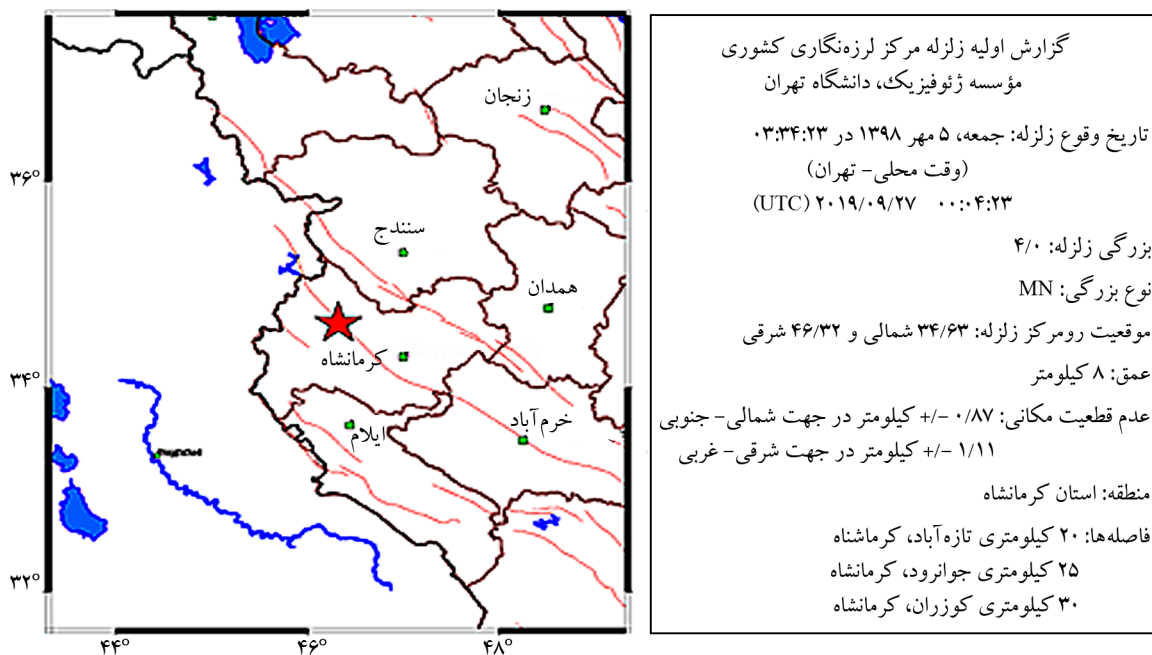 گزارش اولیه زلزله مرکز لرزه‌نگاری کشوری
مؤسسه ژئوفیزیک، دانشگاه تهران
تاریخ وقوع زلزله: جمعه، ۵ مهر ۱۳۹۸ در ۰۳:۳۴:۲۳
(وقت محلی- تهران)
۰۰:۰۴:۲۳ ۲۰۱۹/۰۹/۲۷ (UTC)
بزرگی زلزله: ۴/۰
نوع بزرگی: MN
موقعیت رومرکز زلزله: ۳۴/۶۳ شمالی و ۴۶/۳۲ شرقی
عمق: ۸ کیلومتر
عدم قطعیت مکانی: ۰/۸۷ -/+ کیلومتر در جهت شمالی- جنوبی
۱/۱۱ -/+ کیلومتر در جهت شرقی- غربی
منطقه: استان کرمانشاه
فاصله‌ها: ۲۰ کیلومتری تازه‌آباد، کرماشناه
۲۵ کیلومتری جوانرود، کرمانشاه
۳۰ کیلومتری کوزران، کرمانشاه
زنجان
۳۶°
سنندج
همدان
کرمانشاه
۳۴°
خرم‌آباد
ایلام
۳۲°
۴۴° ۴۶° ۴۸°